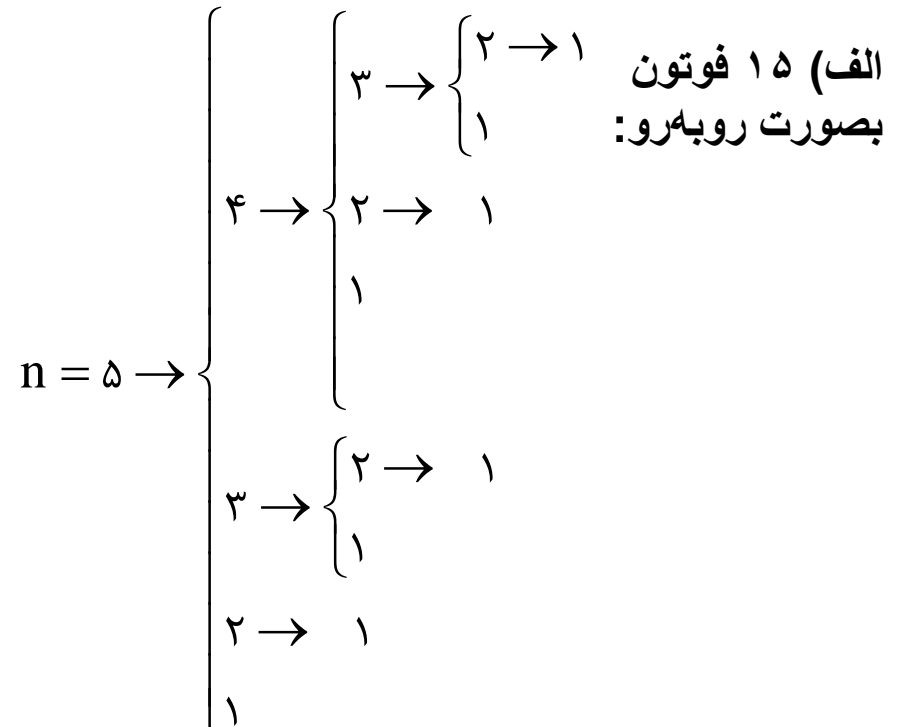 الف) ۱۵ فوتون
بصورت روبه‌رو:
۲ → ۱
۳ →
۱
۴ → ۲ → ۱
۱
n = ۵ →
۲ → ۱
۳ →
۱
۲ → ۱
۱